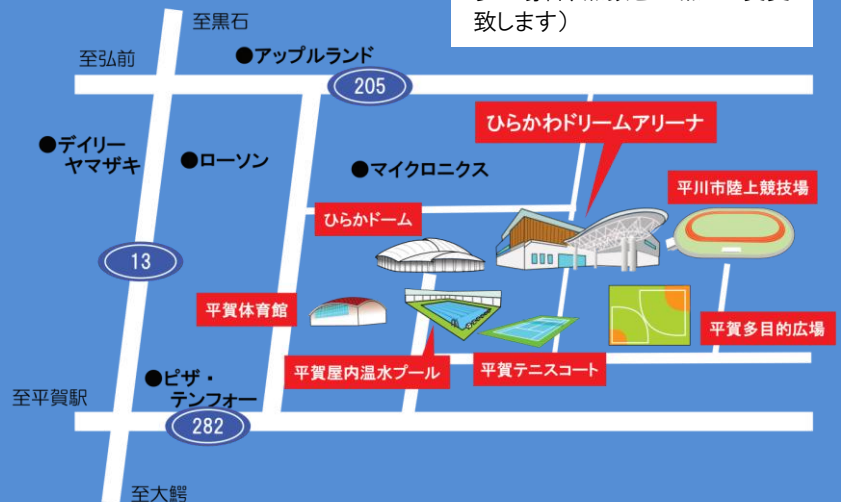 致します）
至黒石
至弘前
●アップルランド
205
ひらかわドリームアリーナ
●デイリー
ヤマザキ
●ローソン
●マイクロニクス
平川市陸上競技場
ひらかドーム
13
平賀体育館
平賀多目的広場
平賀屋内温水プール
平賀テニスコート
●ピザ・
テンフォー
至平賀駅
282
至大鰐